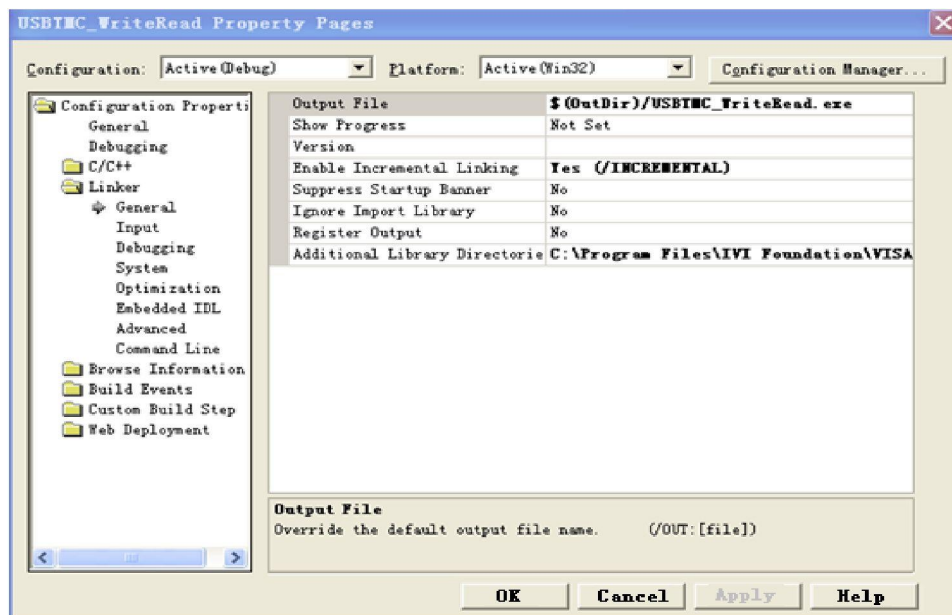 USBTMC_WriteRead Property Pages
Configuration: Active(Debug) Platform: Active(Win32) Configuration Manager...
Configuration Properti
General
Debugging
C/C++
Linker
General
Input
Debugging
System
Optimization
Embedded IDL
Advanced
Command Line
Browse Information
Build Events
Custom Build Step
Web Deployment
Output File $(OutDir)/USBTMC_WriteRead.exe
Show Progress Not Set
Version
Enable Incremental Linking Yes (/INCREMENTAL)
Suppress Startup Banner No
Ignore Import Library No
Register Output No
Additional Library Directorie C:\Program Files\IVI Foundation\VISA
Output File
Override the default output file name. (/OUT:[file])
OK Cancel Apply Help